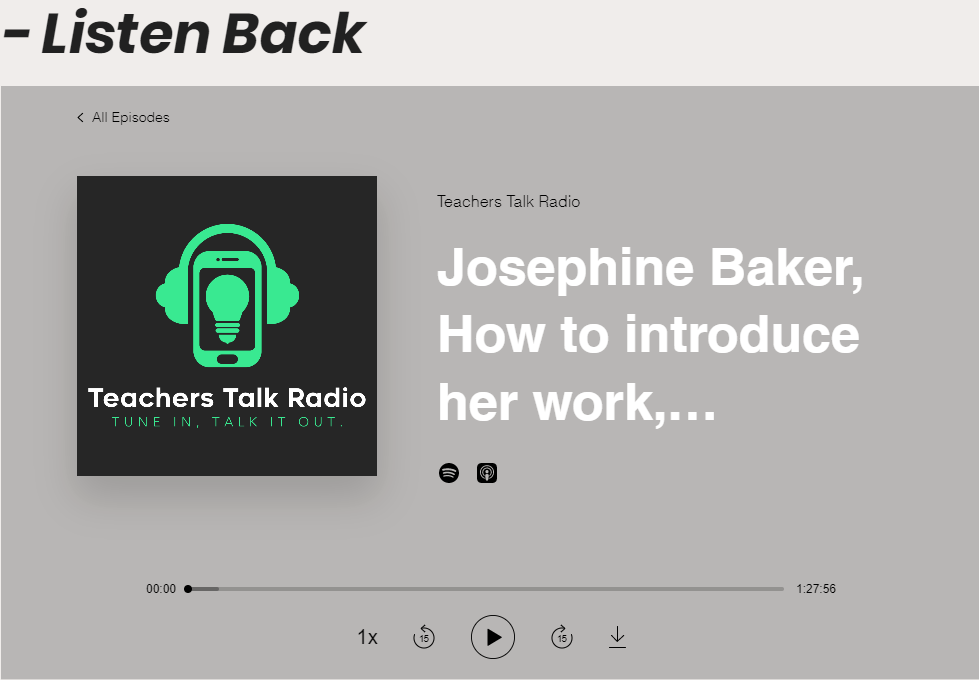 - Listen Back
All Episodes
Teachers Talk Radio
TUNE IN, TALK IT OUT.
Teachers Talk Radio
Josephine Baker,
How to introduce
her work,...
00:00
1:27:56
1x
15
15